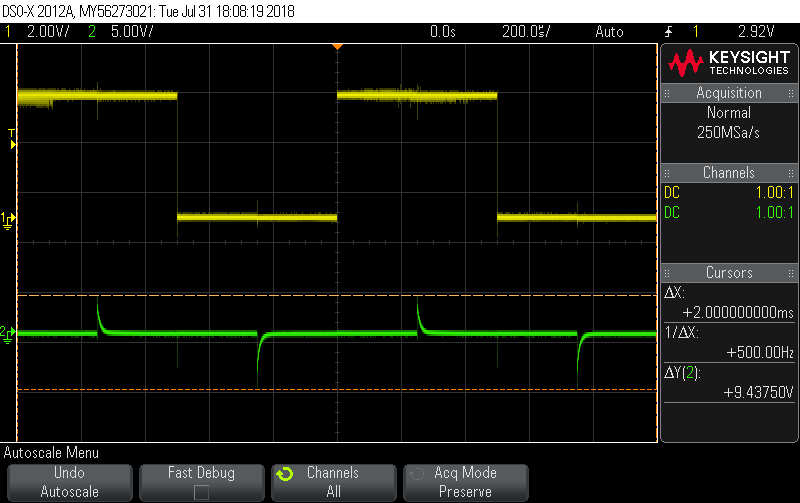 DSO-X 2012A, MY56273021: Tue Jul 31 18:08:19 2018
1 2.00V/ 2 5.00V/ 0.0s 200.0us/ Auto 1 2.92V
KEYSIGHT
TECHNOLOGIES
Acquisition
Normal
250MSa/s
Channels
DC 1.00:1
DC 1.00:1
Cursors
ΔX:
+2.000000000ms
1/ΔX:
+500.00Hz
ΔY(2):
+9.43750V
T
1
2
Autoscale Menu
Undo
Autoscale
Fast Debug
Channels
All
Acq Mode
Preserve